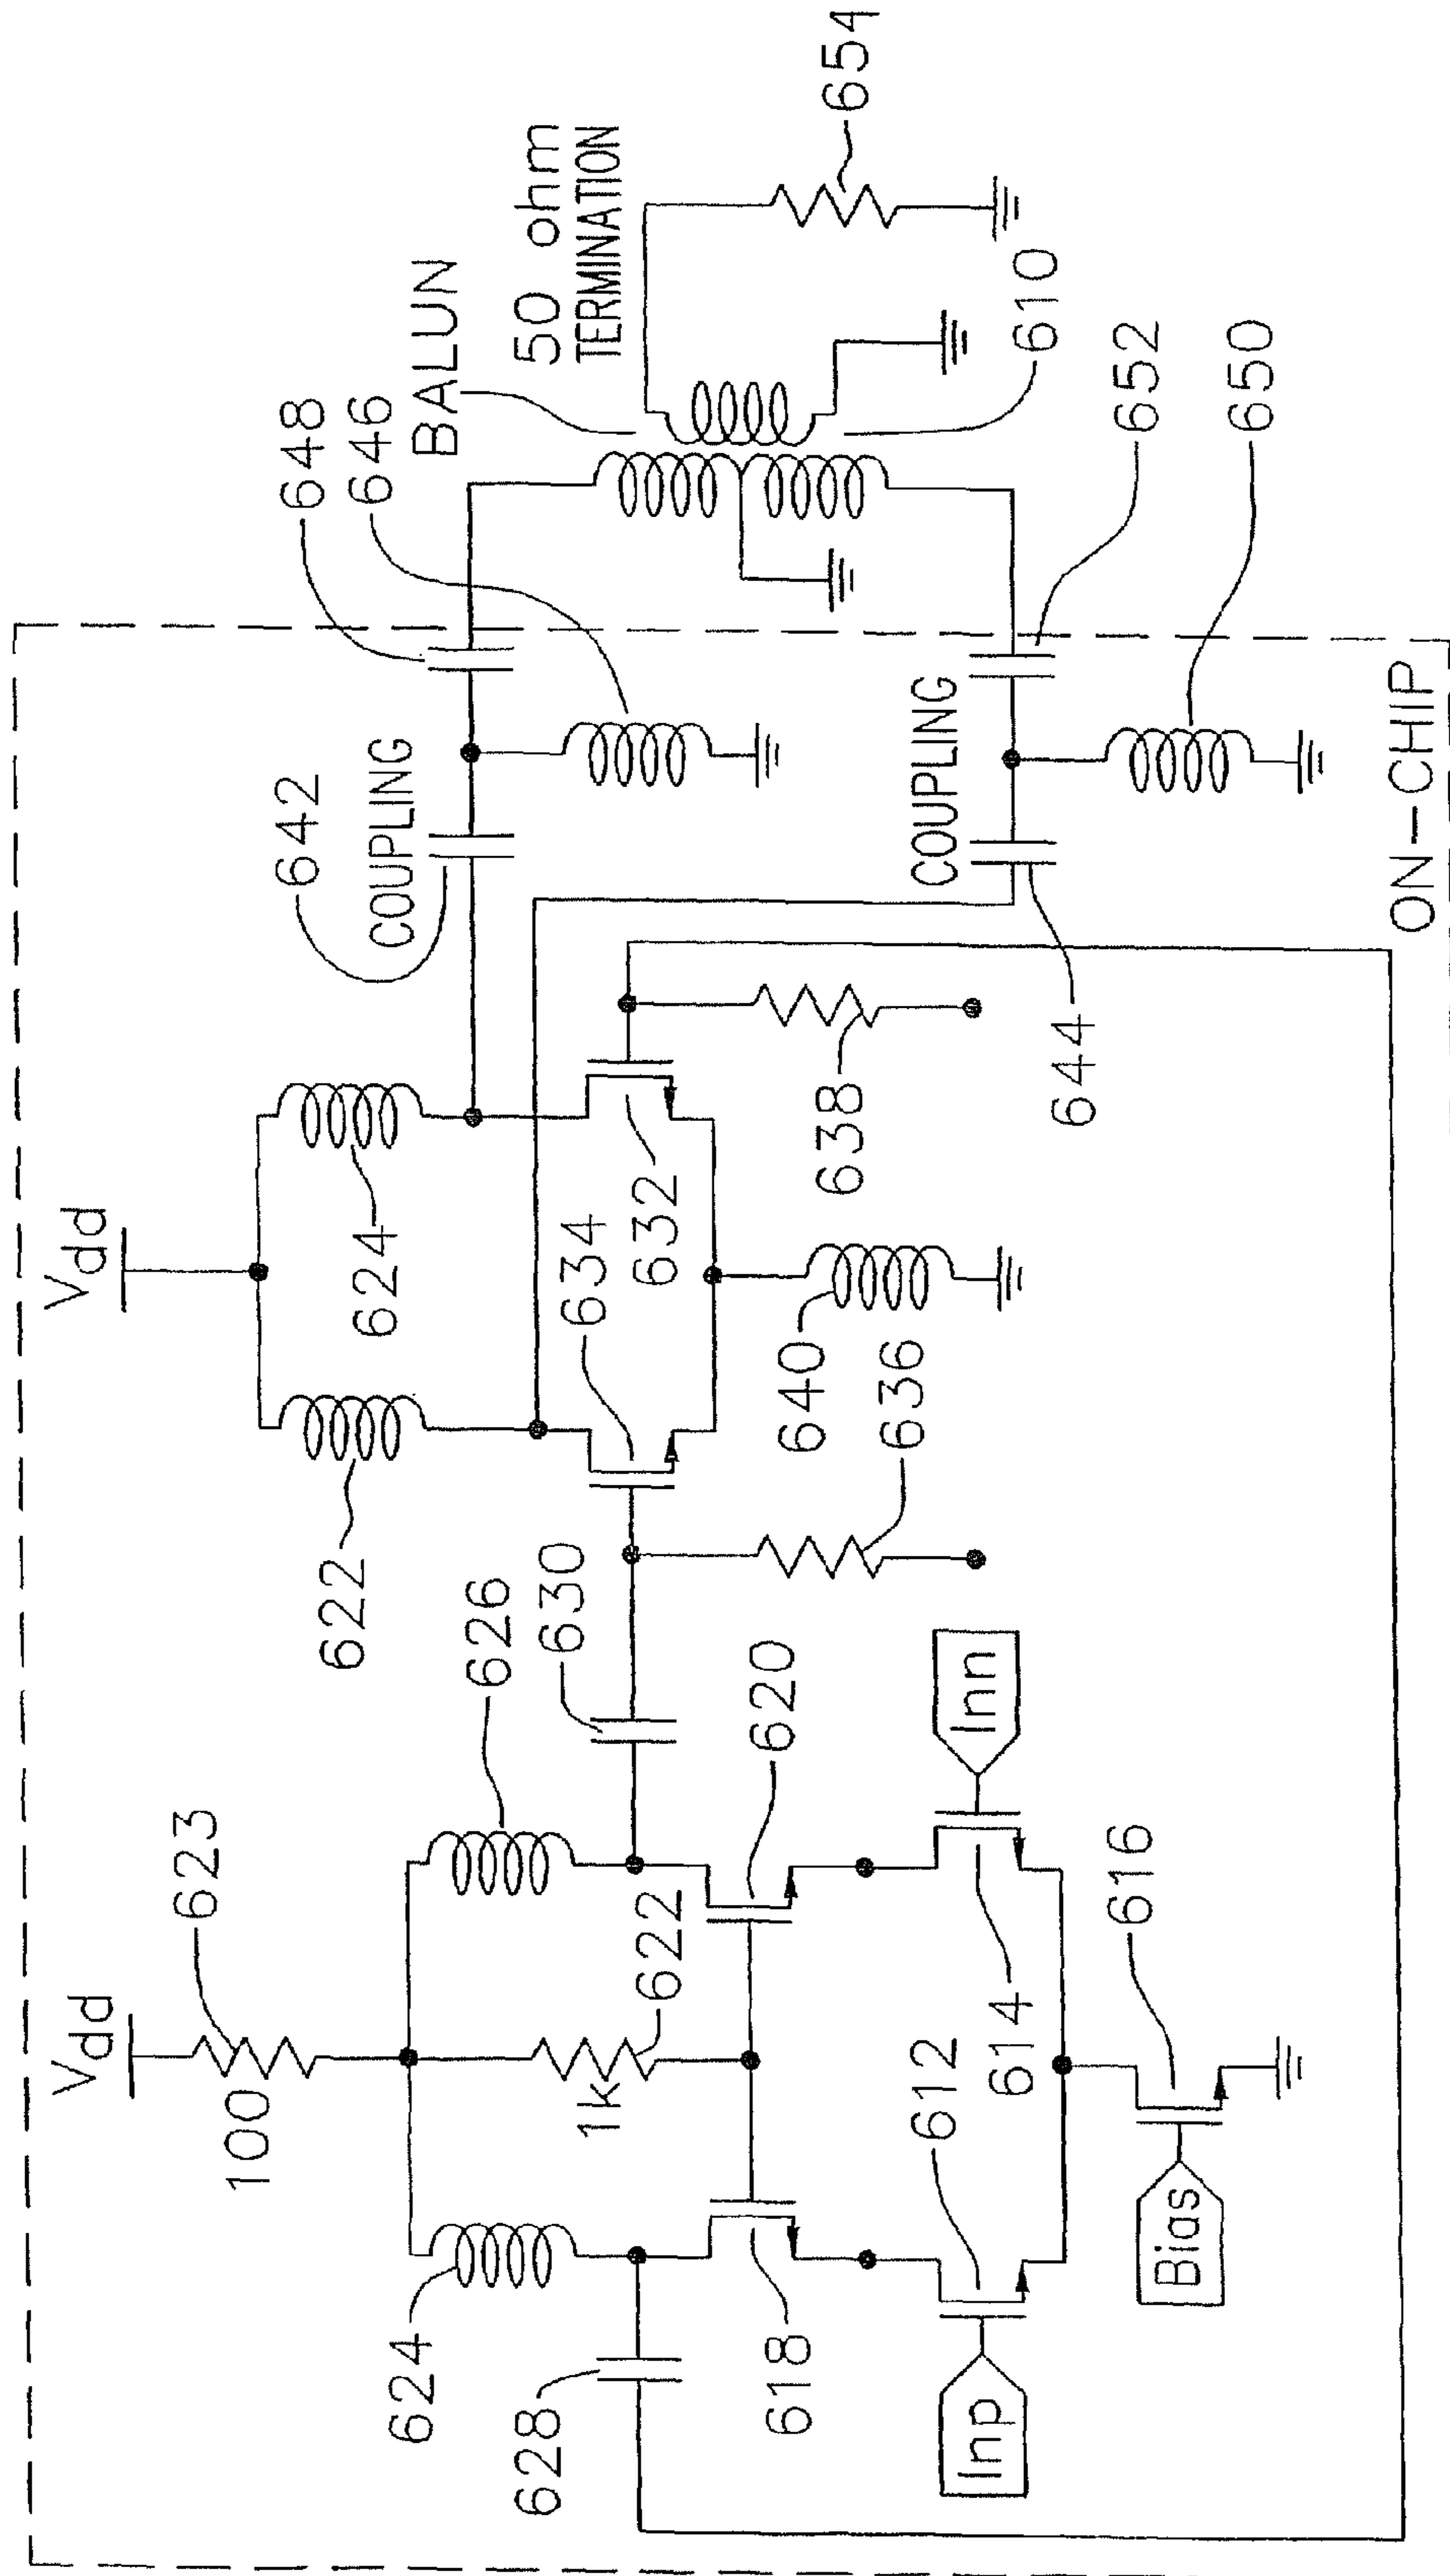 Vdd
623
100
624
626
1k
622
628
630
618
620
612
Inp
614
Inn
616
Bias
Vdd
622
624
634
632
636
640
638
642
COUPLING
648
646
COUPLING
644
652
650
BALUN
50 ohm
TERMINATION
654
610
ON-CHIP